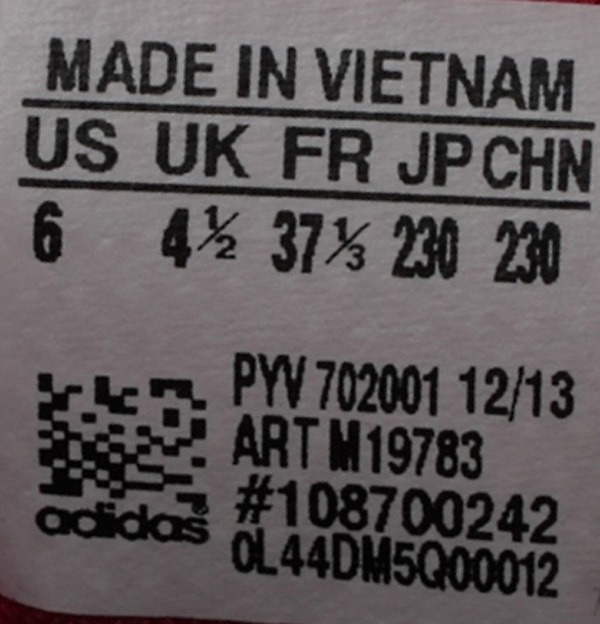 MADE IN VIETNAM
US UK FR JP CHN
6 4½ 37⅓ 230 230
PYV 702001 12/13
ART M19783
#108700242
adidas®
0L44DM5Q00012